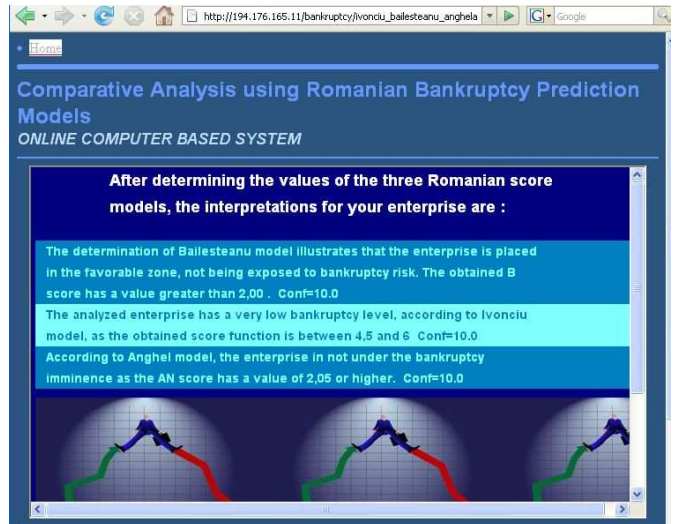 http://194.176.165.11/bankruptcy/ivonciu_bailesteanu_anghela
Google
Home
Comparative Analysis using Romanian Bankruptcy Prediction
Models
ONLINE COMPUTER BASED SYSTEM
After determining the values of the three Romanian score
models, the interpretations for your enterprise are :
The determination of Bailesteanu model illustrates that the enterprise is placed
in the favorable zone, not being exposed to bankruptcy risk. The obtained B
score has a value greater than 2,00 . Conf=10.0
The analyzed enterprise has a very low bankruptcy level, according to Ivonciu
model, as the obtained score function is between 4,5 and 6 Conf=10.0
According to Anghel model, the enterprise in not under the bankruptcy
imminence as the AN score has a value of 2,05 or higher. Conf=10.0